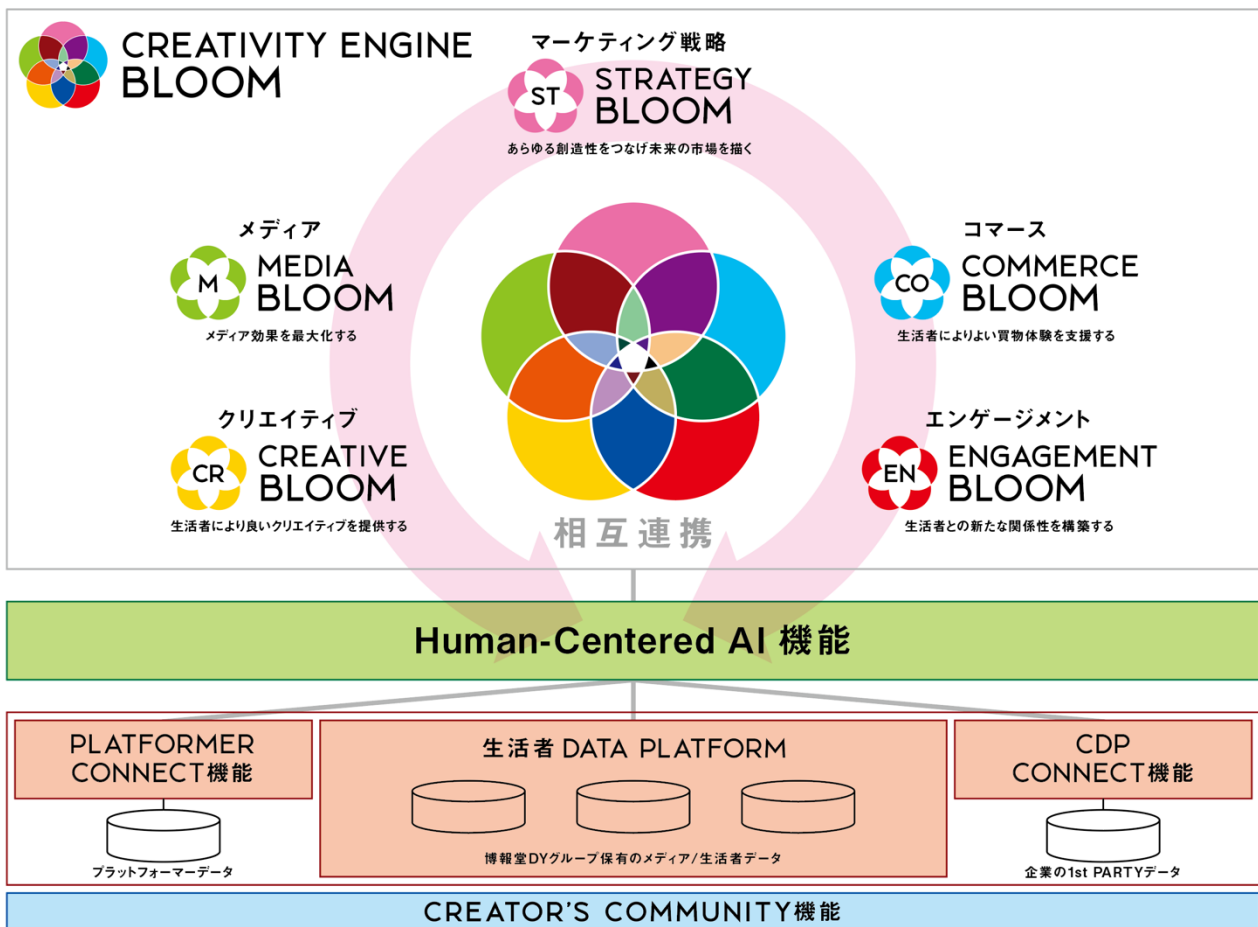 CREATIVITY ENGINE
BLOOM
マーケティング戦略
ST
STRATEGY
BLOOM
あらゆる創造性をつなげ未来の市場を描く
メディア
M
MEDIA
BLOOM
メディア効果を最大化する
コマース
CO
COMMERCE
BLOOM
生活者によりよい買物体験を支援する
クリエイティブ
CR
CREATIVE
BLOOM
生活者により良いクリエイティブを提供する
エンゲージメント
EN
ENGAGEMENT
BLOOM
生活者との新たな関係性を構築する
相互連携
Human-Centered AI 機能
PLATFORMER
CONNECT機能
プラットフォーマーデータ
生活者 DATA PLATFORM
博報堂DYグループ保有のメディア/生活者データ
CDP
CONNECT機能
企業の1st PARTYデータ
CREATOR'S COMMUNITY機能